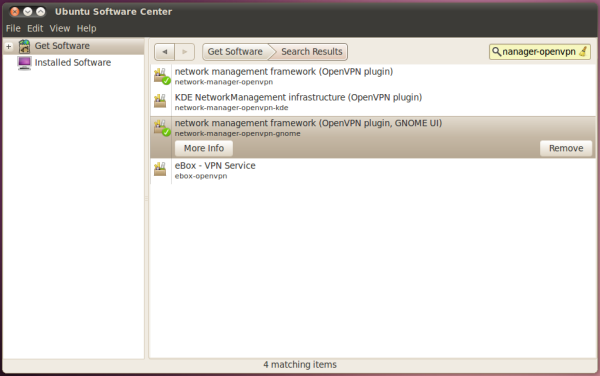 Ubuntu Software Center
File Edit View Help
Get Software
Installed Software
Get Software Search Results
nanager-openvpn
network management framework (OpenVPN plugin)
network-manager-openvpn
KDE NetworkManagement infrastructure (OpenVPN plugin)
network-manager-openvpn-kde
network management framework (OpenVPN plugin, GNOME UI)
network-manager-openvpn-gnome
More Info Remove
eBox - VPN Service
ebox-openvpn
4 matching items